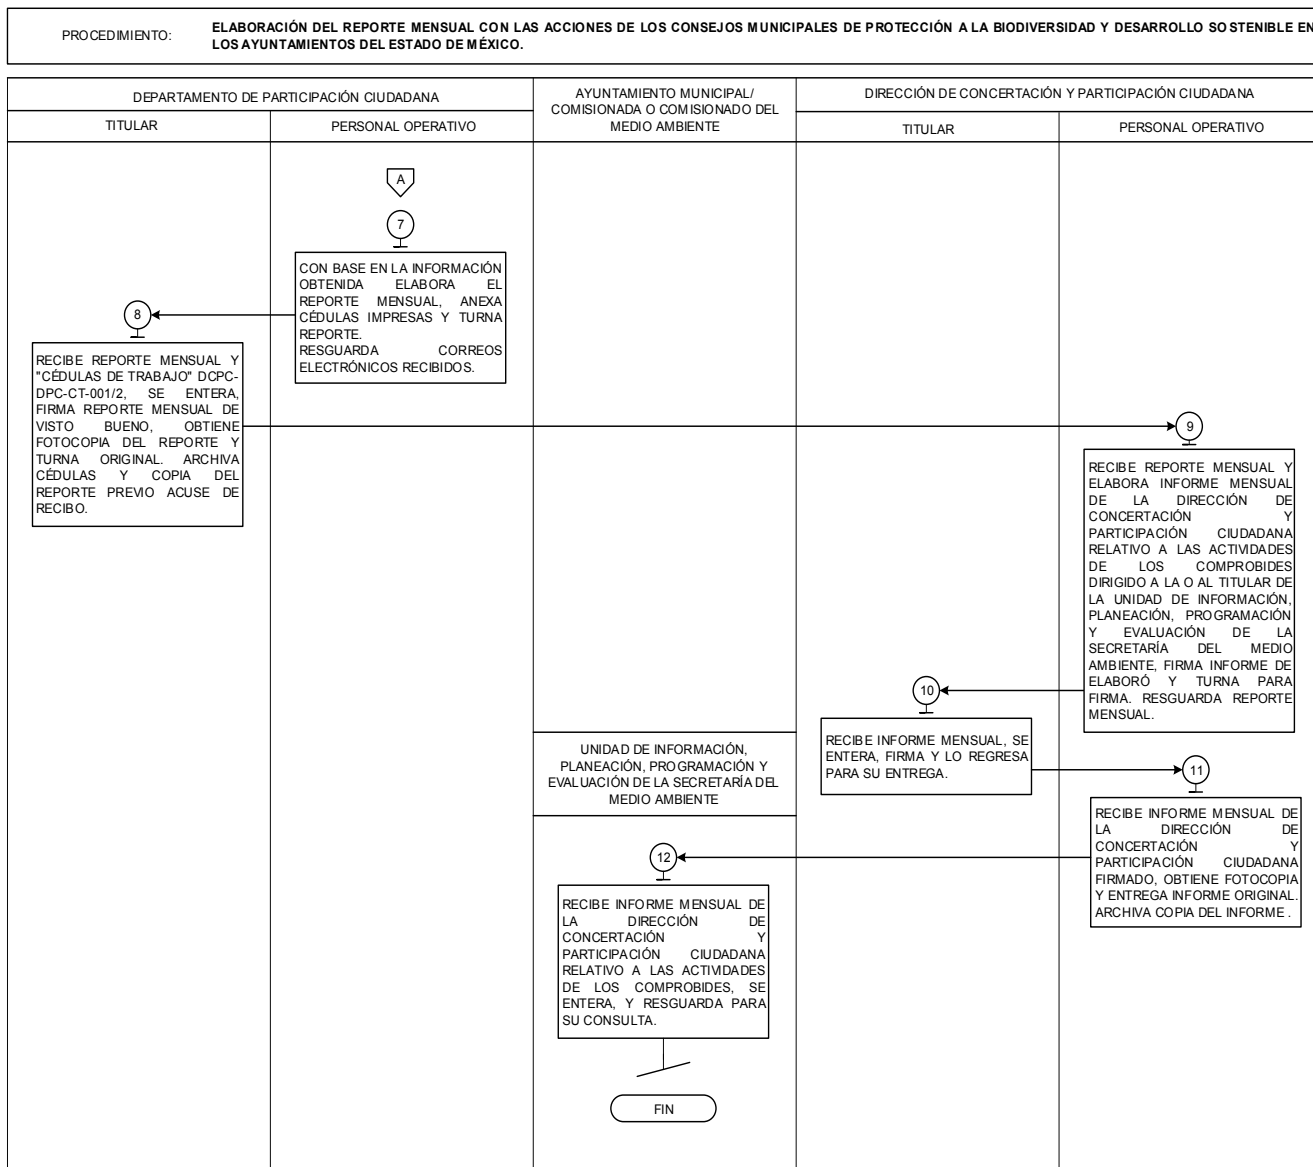 PROCEDIMIENTO:
ELABORACIÓN DEL REPORTE MENSUAL CON LAS ACCIONES DE LOS CONSEJOS MUNICIPALES DE PROTECCIÓN A LA BIODIVERSIDAD Y DESARROLLO SOSTENIBLE EN
LOS AYUNTAMIENTOS DEL ESTADO DE MÉXICO.
DEPARTAMENTO DE PARTICIPACIÓN CIUDADANA
TITULAR
PERSONAL OPERATIVO
AYUNTAMIENTO MUNICIPAL/
COMISIONADA O COMISIONADO DEL
MEDIO AMBIENTE
DIRECCIÓN DE CONCERTACIÓN Y PARTICIPACIÓN CIUDADANA
TITULAR
PERSONAL OPERATIVO
A
7
CON BASE EN LA INFORMACIÓN
OBTENIDA ELABORA EL
REPORTE MENSUAL, ANEXA
CÉDULAS IMPRESAS Y TURNA
REPORTE.
RESGUARDA CORREOS
ELECTRÓNICOS RECIBIDOS.
8
RECIBE REPORTE MENSUAL Y
"CÉDULAS DE TRABAJO" DCPC-
DPC-CT-001/2, SE ENTERA,
FIRMA REPORTE MENSUAL DE
VISTO BUENO, OBTIENE
FOTOCOPIA DEL REPORTE Y
TURNA ORIGINAL. ARCHIVA
CÉDULAS Y COPIA DEL
REPORTE PREVIO ACUSE DE
RECIBO.
9
RECIBE REPORTE MENSUAL Y
ELABORA INFORME MENSUAL
DE LA DIRECCIÓN DE
CONCERTACIÓN Y
PARTICIPACIÓN CIUDADANA
RELATIVO A LAS ACTIVIDADES
DE LOS COMPROBIDES
DIRIGIDO A LA O AL TITULAR DE
LA UNIDAD DE INFORMACIÓN,
PLANEACIÓN, PROGRAMACIÓN
Y EVALUACIÓN DE LA
SECRETARÍA DEL MEDIO
AMBIENTE, FIRMA INFORME DE
ELABORÓ Y TURNA PARA
FIRMA. RESGUARDA REPORTE
MENSUAL.
10
RECIBE INFORME MENSUAL, SE
ENTERA, FIRMA Y LO REGRESA
PARA SU ENTREGA.
11
RECIBE INFORME MENSUAL DE
LA DIRECCIÓN DE
CONCERTACIÓN Y
PARTICIPACIÓN CIUDADANA
FIRMADO, OBTIENE FOTOCOPIA
Y ENTREGA INFORME ORIGINAL.
ARCHIVA COPIA DEL INFORME .
UNIDAD DE INFORMACIÓN,
PLANEACIÓN, PROGRAMACIÓN Y
EVALUACIÓN DE LA SECRETARÍA DEL
MEDIO AMBIENTE
12
RECIBE INFORME MENSUAL DE
LA DIRECCIÓN DE
CONCERTACIÓN Y
PARTICIPACIÓN CIUDADANA
RELATIVO A LAS ACTIVIDADES
DE LOS COMPROBIDES, SE
ENTERA, Y RESGUARDA PARA
SU CONSULTA.
FIN